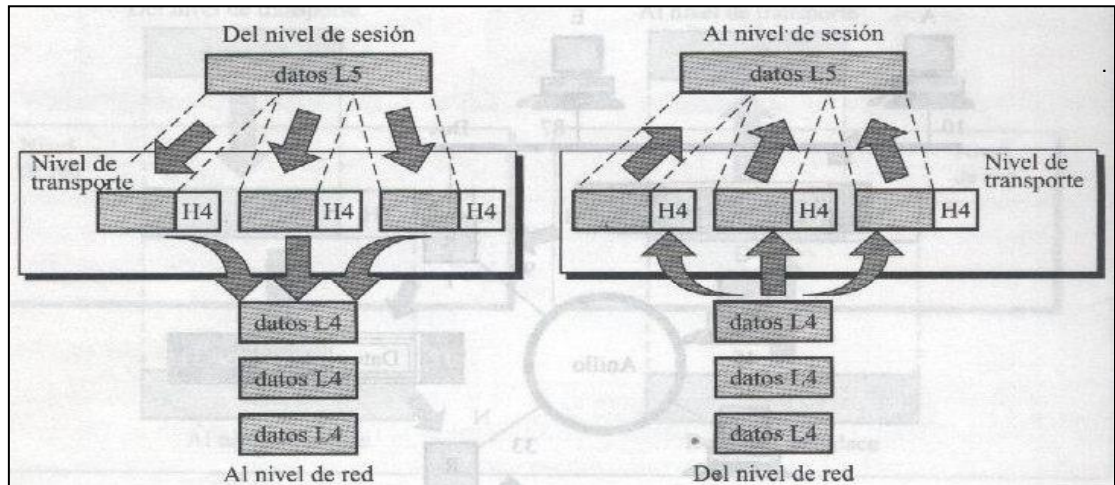 Del nivel de sesión
datos L5
Nivel de
transporte
H4
H4
H4
datos L4
datos L4
datos L4
Al nivel de red
Al nivel de sesión
datos L5
Nivel de
transporte
H4
H4
H4
datos L4
datos L4
datos L4
Del nivel de red